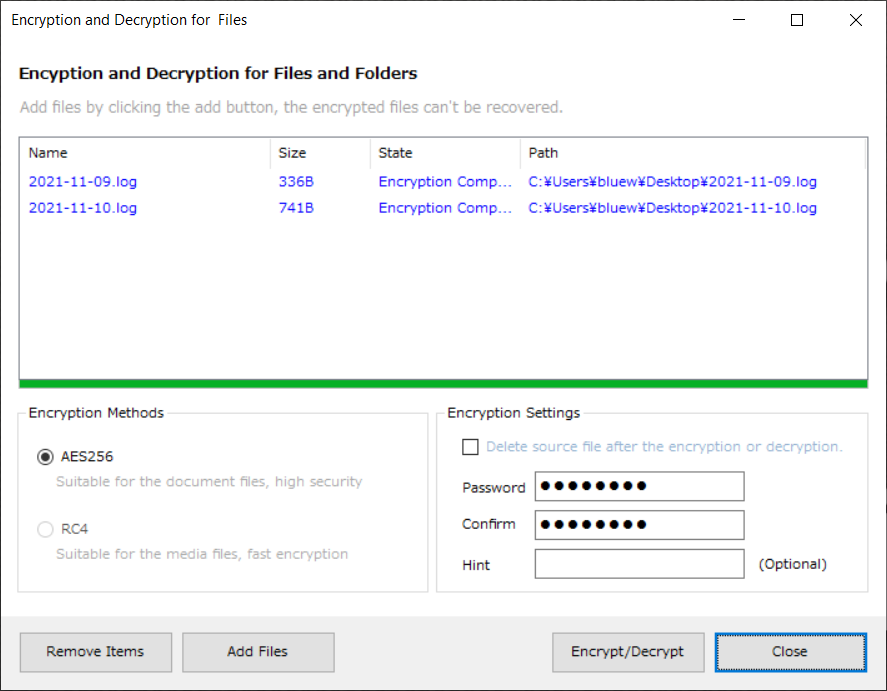 Encryption and Decryption for  Files
Encyption and Decryption for Files and Folders
Add files by clicking the add button, the encrypted files can't be recovered.
Name Size State Path
2021-11-09.log 336B Encryption Comp... C:¥Users¥bluew¥Desktop¥2021-11-09.log
2021-11-10.log 741B Encryption Comp... C:¥Users¥bluew¥Desktop¥2021-11-10.log
Encryption Methods
AES256
Suitable for the document files, high security
RC4
Suitable for the media files, fast encryption
Encryption Settings
Delete source file after the encryption or decryption.
Password ●●●●●●●●
Confirm ●●●●●●●●
Hint (Optional)
Remove Items Add Files Encrypt/Decrypt Close